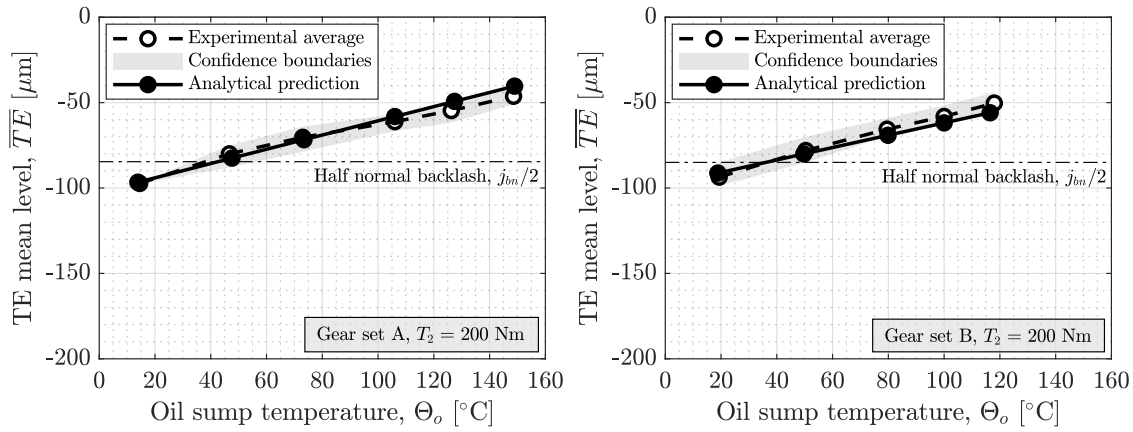 TE mean level, \overline{TE} [μm]
0
-50
-100
-150
-200
Experimental average
Confidence boundaries
Analytical prediction
Half normal backlash, j_{bn}/2
Gear set A, T_2 = 200 Nm
0 20 40 60 80 100 120 140 160
Oil sump temperature, Θ_o [°C]
TE mean level, \overline{TE} [μm]
0
-50
-100
-150
-200
Experimental average
Confidence boundaries
Analytical prediction
Half normal backlash, j_{bn}/2
Gear set B, T_2 = 200 Nm
0 20 40 60 80 100 120 140 160
Oil sump temperature, Θ_o [°C]